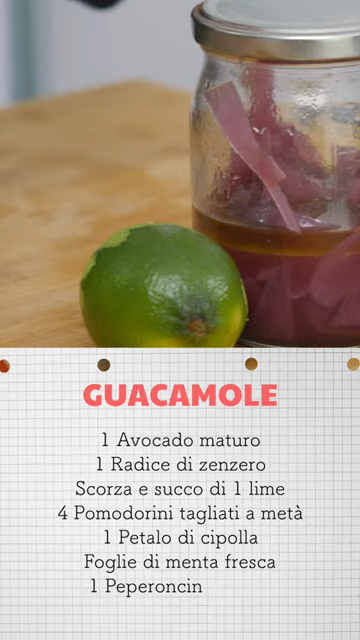 GUACAMOLE
1 Avocado maturo
1 Radice di zenzero
Scorza e succo di 1 lime
4 Pomodorini tagliati a metà
1 Petalo di cipolla
Foglie di menta fresca
1 Peperoncin